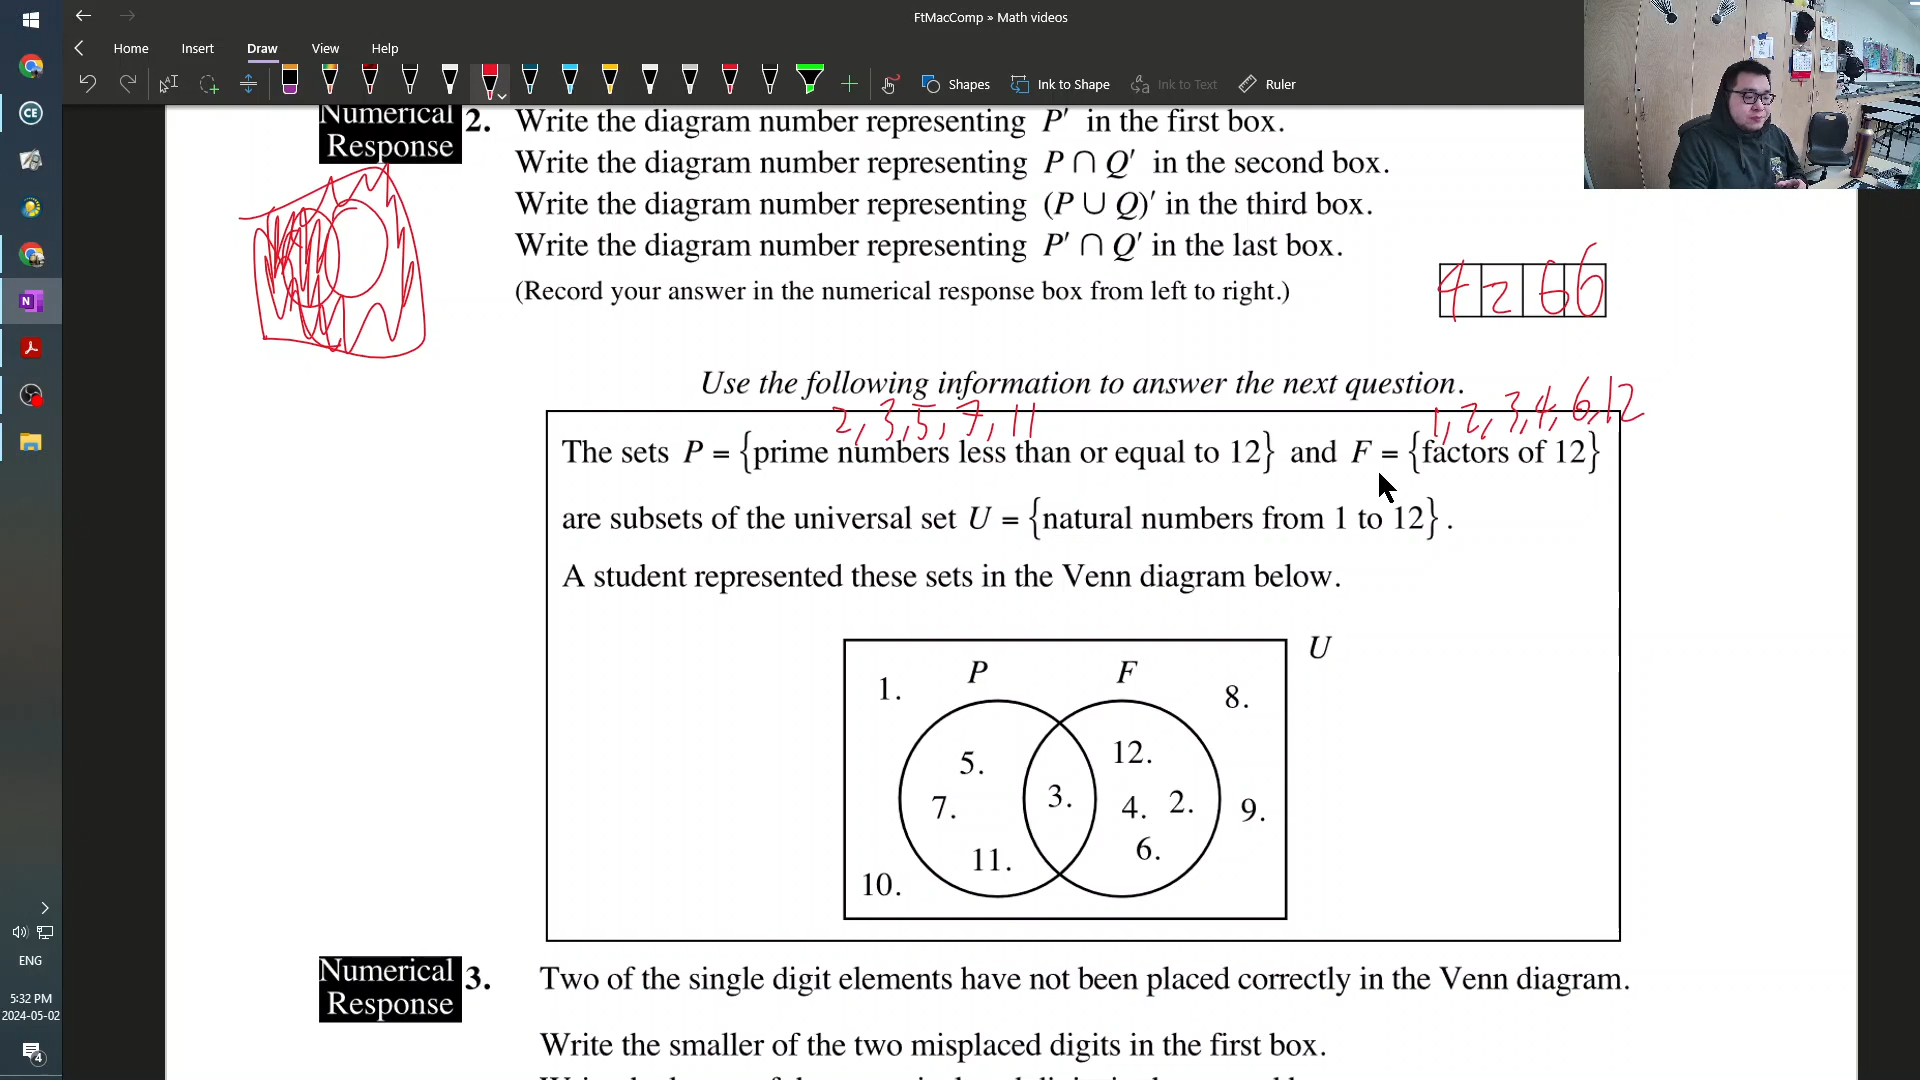 FtMacComp » Math videos
Home Insert Draw View Help
Shapes Ink to Shape Ink to Text Ruler
Numerical Response 2. Write the diagram number representing P′ in the first box.
Write the diagram number representing P ∩ Q′ in the second box.
Write the diagram number representing (P ∪ Q)′ in the third box.
Write the diagram number representing P′ ∩ Q′ in the last box.
(Record your answer in the numerical response box from left to right.)
4 2 6 6
Use the following information to answer the next question.
2, 3, 5, 7, 11
1, 2, 3, 4, 6, 12
The sets P = {prime numbers less than or equal to 12} and F = {factors of 12}
are subsets of the universal set U = {natural numbers from 1 to 12}.
A student represented these sets in the Venn diagram below.
U
P F
1. 8.
5. 12.
7. 3. 4. 2. 9.
11. 6.
10.
Numerical Response 3. Two of the single digit elements have not been placed correctly in the Venn diagram.
Write the smaller of the two misplaced digits in the first box.
CE
N
ENG
5:32 PM
2024-05-02
4